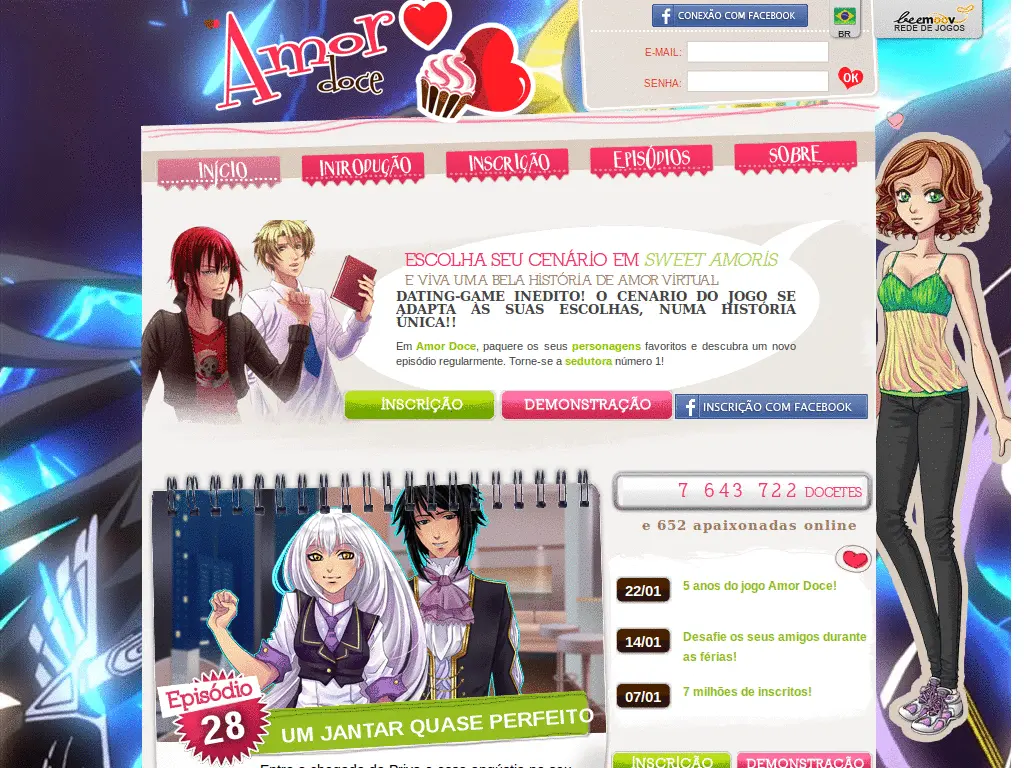 Amor
doce
CONEXÃO COM FACEBOOK
BR
beemoov
REDE DE JOGOS
E-MAIL:
SENHA:
OK
INÍCIO
INTRODUÇÃO
INSCRIÇÃO
EPISÓDIOS
SOBRE
ESCOLHA SEU CENÁRIO EM SWEET AMORIS
E VIVA UMA BELA HISTÓRIA DE AMOR VIRTUAL
DATING-GAME INEDITO! O CENARIO DO JOGO SE
ADAPTA ÀS SUAS ESCOLHAS, NUMA HISTÓRIA
ÚNICA!!
Em Amor Doce, paquere os seus personagens favoritos e descubra um novo
episódio regularmente. Torne-se a sedutora número 1!
INSCRIÇÃO
DEMONSTRAÇÃO
INSCRIÇÃO COM FACEBOOK
7 643 722 DOCETES
e 652 apaixonadas online
22/01
5 anos do jogo Amor Doce!
14/01
Desafie os seus amigos durante
as férias!
07/01
7 milhões de inscritos!
Episódio
28
UM JANTAR QUASE PERFEITO
INSCRIÇÃO
DEMONSTRAÇÃO